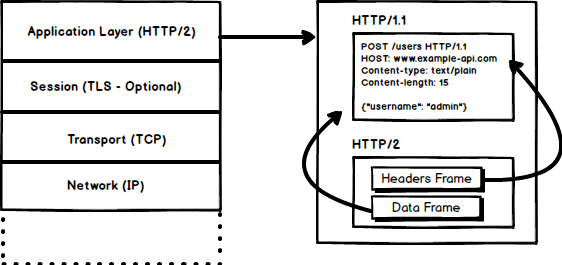 Application Layer (HTTP/2)
Session (TLS - Optional)
Transport (TCP)
Network (IP)
HTTP/1.1
POST /users HTTP/1.1
HOST: www.example-api.com
Content-type: text/plain
Content-length: 15
{"username": "admin"}
HTTP/2
Headers Frame
Data Frame